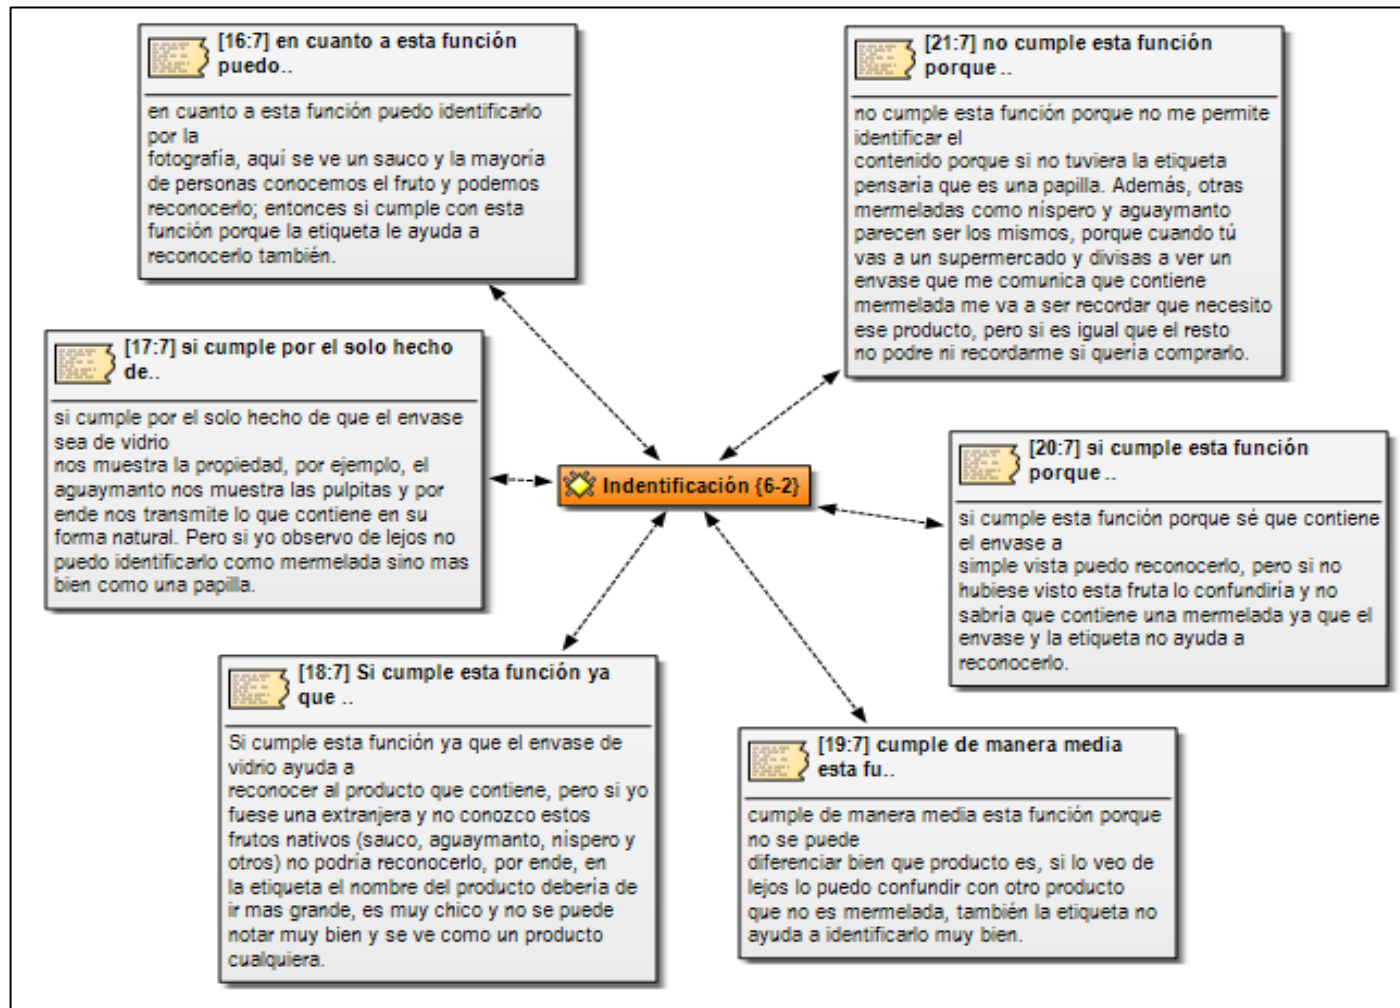 [16:7] en cuanto a esta función
puedo..
en cuanto a esta función puedo identificarlo
por la
fotografía, aquí se ve un sauco y la mayoría
de personas conocemos el fruto y podemos
reconocerlo; entonces si cumple con esta
función porque la etiqueta le ayuda a
reconocerlo también.
[21:7] no cumple esta función
porque ..
no cumple esta función porque no me permite
identificar el
contenido porque si no tuviera la etiqueta
pensaría que es una papilla. Además, otras
mermeladas como níspero y aguaymanto
parecen ser los mismos, porque cuando tú
vas a un supermercado y divisas a ver un
envase que me comunica que contiene
mermelada me va a ser recordar que necesito
ese producto, pero si es igual que el resto
no podre ni recordarme si quería comprarlo.
[17:7] si cumple por el solo hecho
de..
si cumple por el solo hecho de que el envase
sea de vidrio
nos muestra la propiedad, por ejemplo, el
aguaymanto nos muestra las pulpitas y por
ende nos transmite lo que contiene en su
forma natural. Pero si yo observo de lejos no
puedo identificarlo como mermelada sino mas
bien como una papilla.
Indentificación {6-2}
[20:7] si cumple esta función
porque ..
si cumple esta función porque sé que contiene
el envase a
simple vista puedo reconocerlo, pero si no
hubiese visto esta fruta lo confundiría y no
sabría que contiene una mermelada ya que el
envase y la etiqueta no ayuda a
reconocerlo.
[18:7] Si cumple esta función ya
que ..
Si cumple esta función ya que el envase de
vidrio ayuda a
reconocer al producto que contiene, pero si yo
fuese una extranjera y no conozco estos
frutos nativos (sauco, aguaymanto, níspero y
otros) no podría reconocerlo, por ende, en
la etiqueta el nombre del producto debería de
ir mas grande, es muy chico y no se puede
notar muy bien y se ve como un producto
cualquiera.
[19:7] cumple de manera media
esta fu..
cumple de manera media esta función porque
no se puede
diferenciar bien que producto es, si lo veo de
lejos lo puedo confundir con otro producto
que no es mermelada, también la etiqueta no
ayuda a identificarlo muy bien.